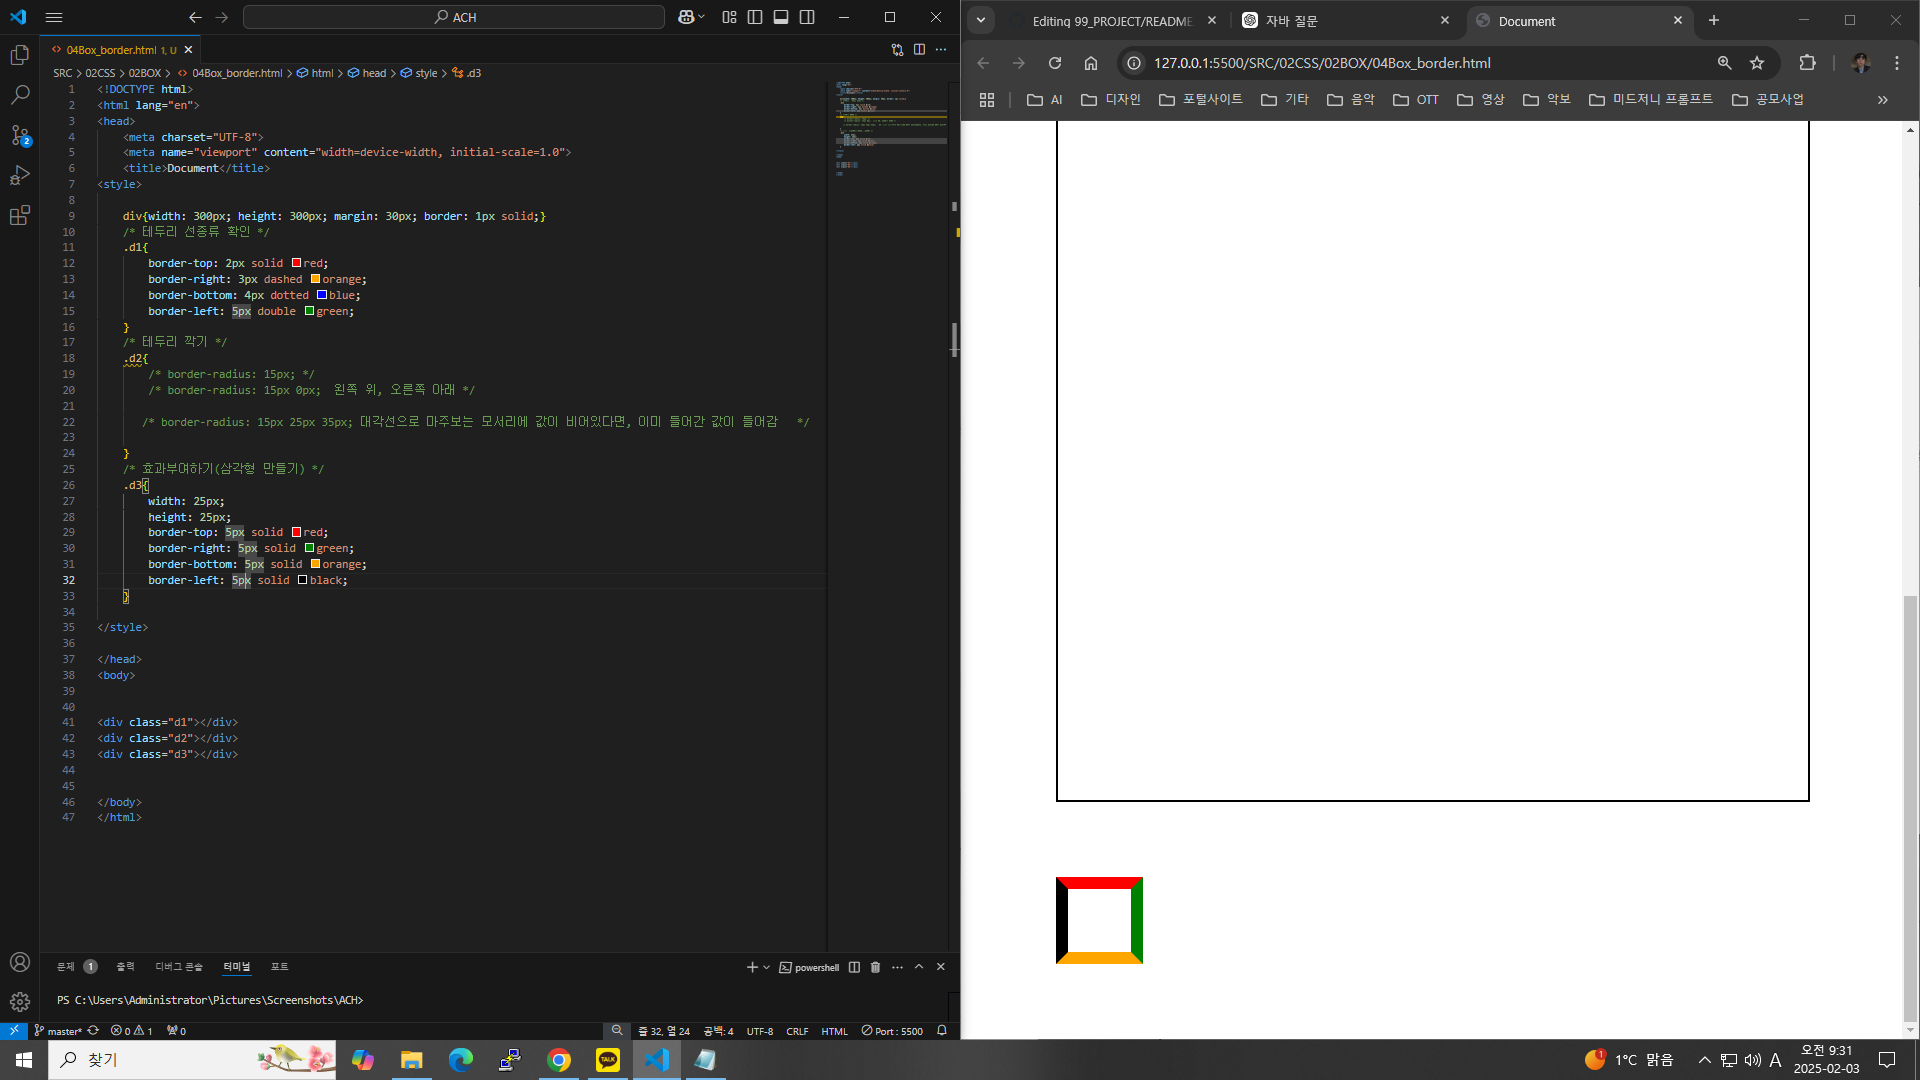 ACH
04Box_border.html 1, U
SRC > 02CSS > 02BOX > 04Box_border.html > html > head > style > .d3
1 <!DOCTYPE html>
2 <html lang="en">
3 <head>
4 <meta charset="UTF-8">
5 <meta name="viewport" content="width=device-width, initial-scale=1.0">
6 <title>Document</title>
7 <style>
8
9 div{width: 300px; height: 300px; margin: 30px; border: 1px solid;}
10 /* 테두리 선종류 확인 */
11 .d1{
12 border-top: 2px solid red;
13 border-right: 3px dashed orange;
14 border-bottom: 4px dotted blue;
15 border-left: 5px double green;
16 }
17 /* 테두리 깍기 */
18 .d2{
19 /* border-radius: 15px; */
20 /* border-radius: 15px 0px; 왼쪽 위, 오른쪽 아래 */
21
22 /* border-radius: 15px 25px 35px; 대각선으로 마주보는 모서리에 값이 비어있다면, 이미 들어간 값이 들어감 */
23
24 }
25 /* 효과부여하기(삼각형 만들기) */
26 .d3{
27 width: 25px;
28 height: 25px;
29 border-top: 5px solid red;
30 border-right: 5px solid green;
31 border-bottom: 5px solid orange;
32 border-left: 5px solid black;
33 }
34
35 </style>
36
37 </head>
38 <body>
39
40
41 <div class="d1"></div>
42 <div class="d2"></div>
43 <div class="d3"></div>
44
45
46 </body>
47 </html>
문제 1 출력 디버그 콘솔 터미널 포트
powershell
PS C:\Users\Administrator\Pictures\Screenshots\ACH>
master* 0 1 0 줄 32, 열 24 공백: 4 UTF-8 CRLF HTML Port : 5500
2
Editing 99_PROJECT/README
자바 질문
Document
127.0.0.1:5500/SRC/02CSS/02BOX/04Box_border.html
AI 디자인 포털사이트 기타 음악 OTT 영상 악보 미드저니 프롬프트 공모사업
찾기
TALK
1
1°C 맑음
A
오전 9:31
2025-02-03